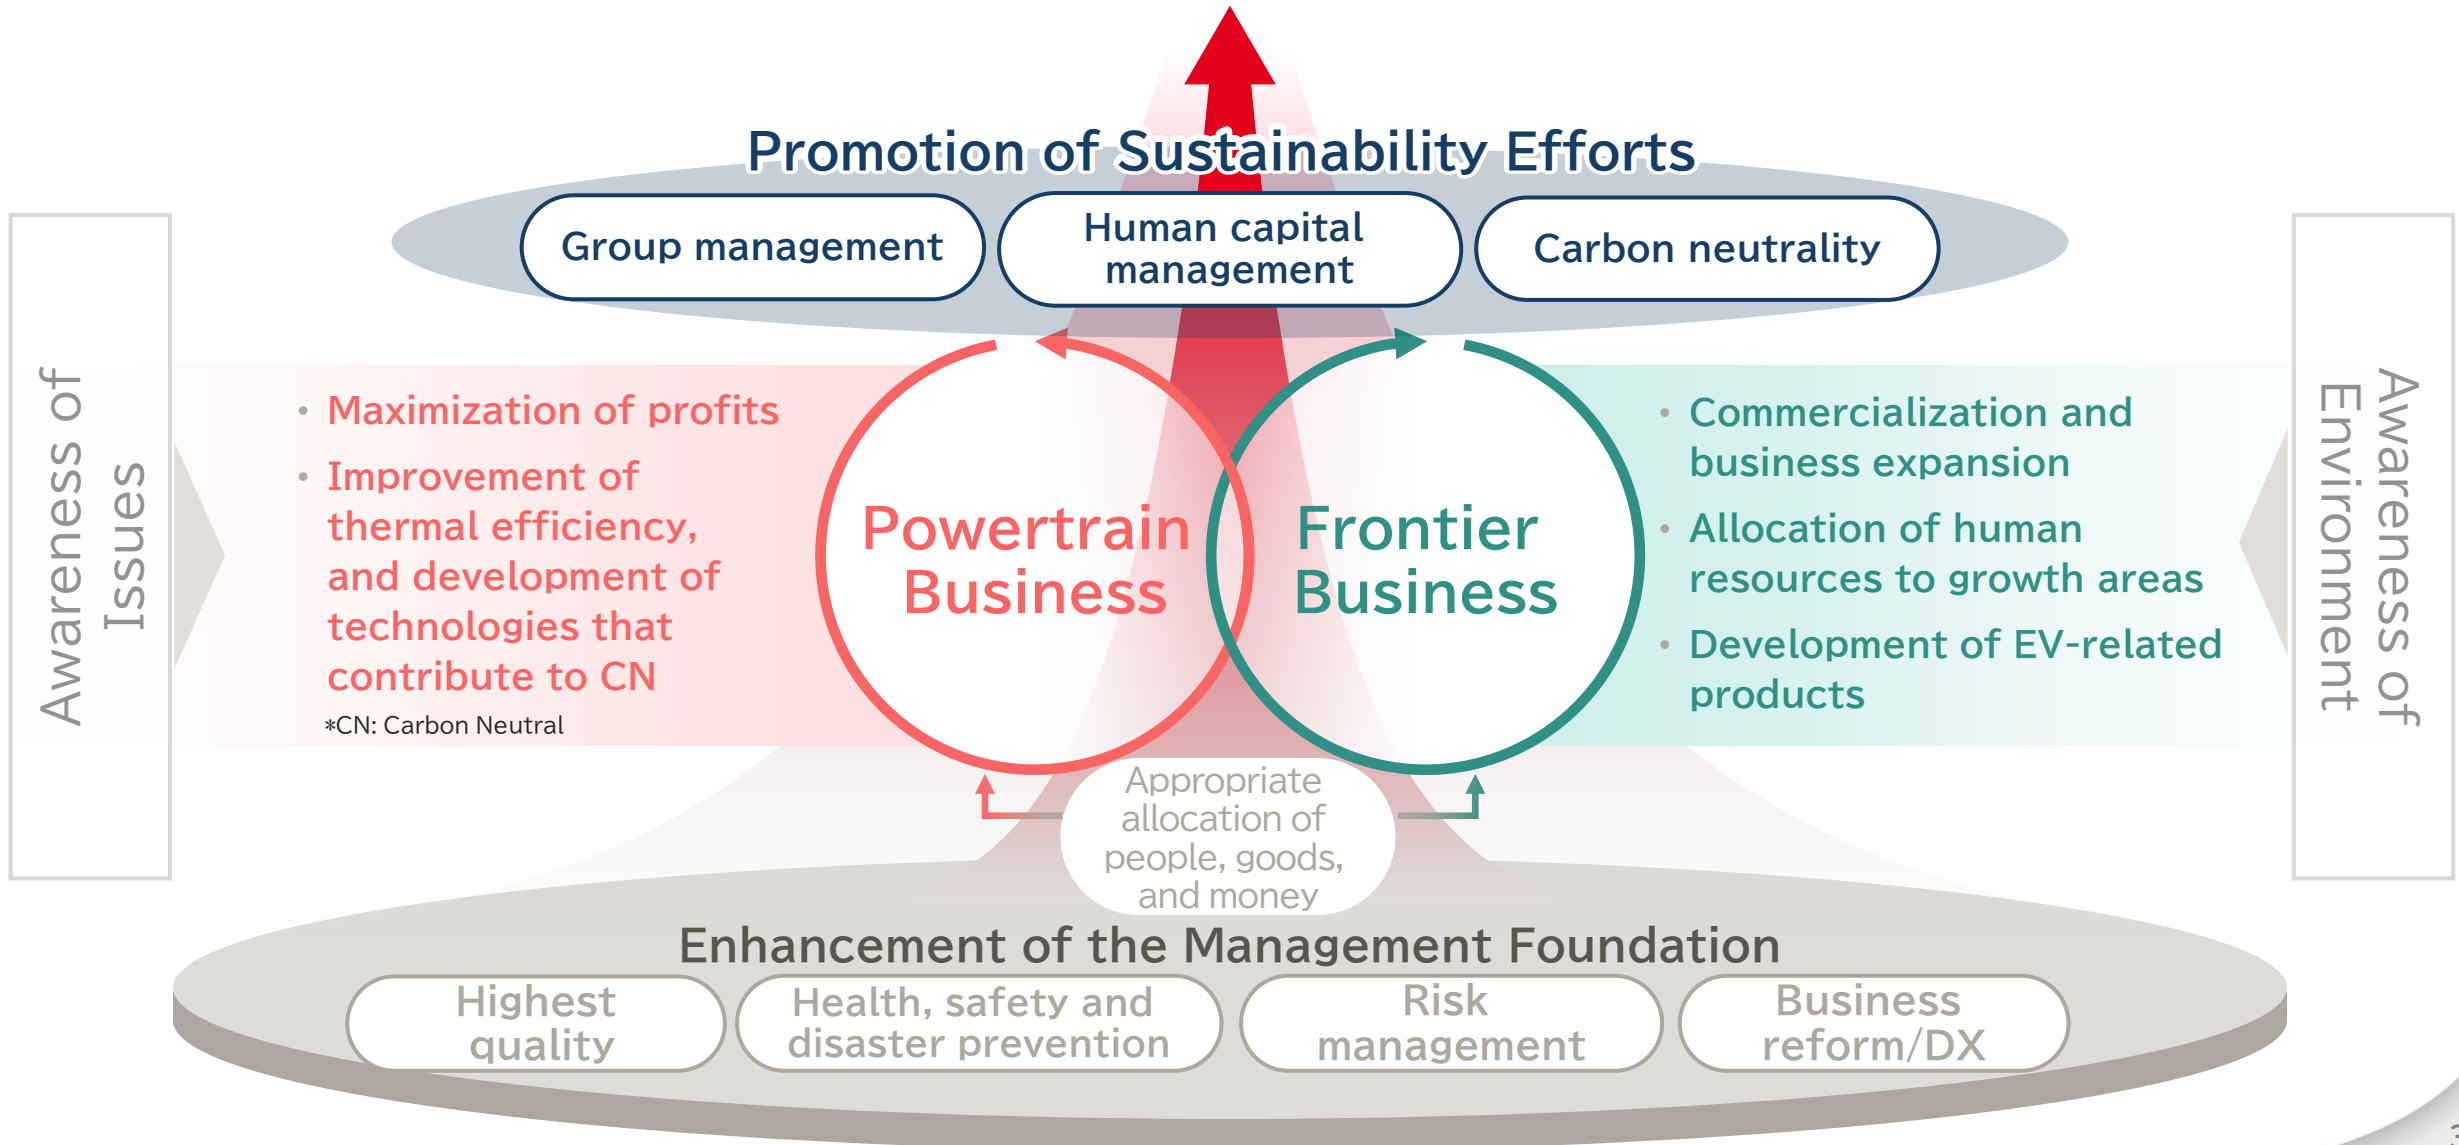 Promotion of Sustainability Efforts
Group management
Human capital
management
Carbon neutrality
Awareness of
Issues
• Maximization of profits
• Improvement of
thermal efficiency,
and development of
technologies that
contribute to CN
*CN: Carbon Neutral
Powertrain
Business
Frontier
Business
• Commercialization and
business expansion
• Allocation of human
resources to growth areas
• Development of EV-related
products
Awareness of
Environment
Appropriate
allocation of
people, goods,
and money
Enhancement of the Management Foundation
Highest
quality
Health, safety and
disaster prevention
Risk
management
Business
reform/DX